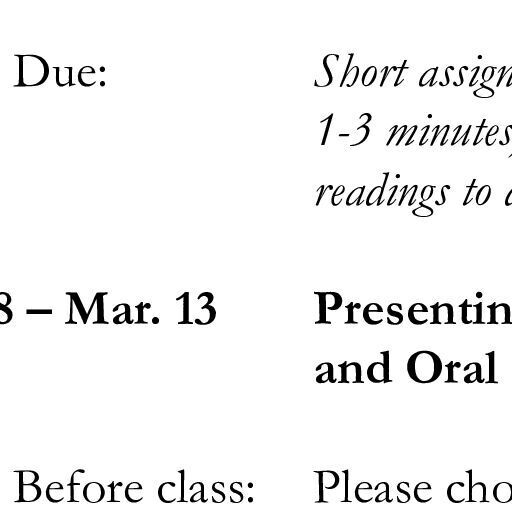 Due: Short assign
1-3 minutes,
readings to
8 – Mar. 13 Presentin
and Oral
Before class: Please cho